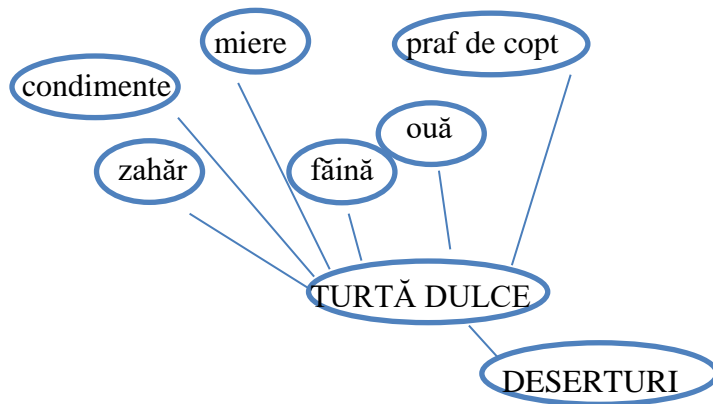 miere
praf de copt
condimente
ouă
zahăr
făină
TURTĂ DULCE
DESERTURI